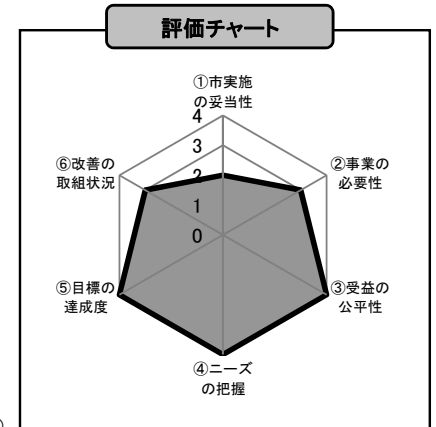 評価チャート
①市実施
の妥当性
4
3
2
1
0
②事業の
必要性
③受益の
公平性
④ニーズ
の把握
⑤目標の
達成度
⑥改善の
取組状況